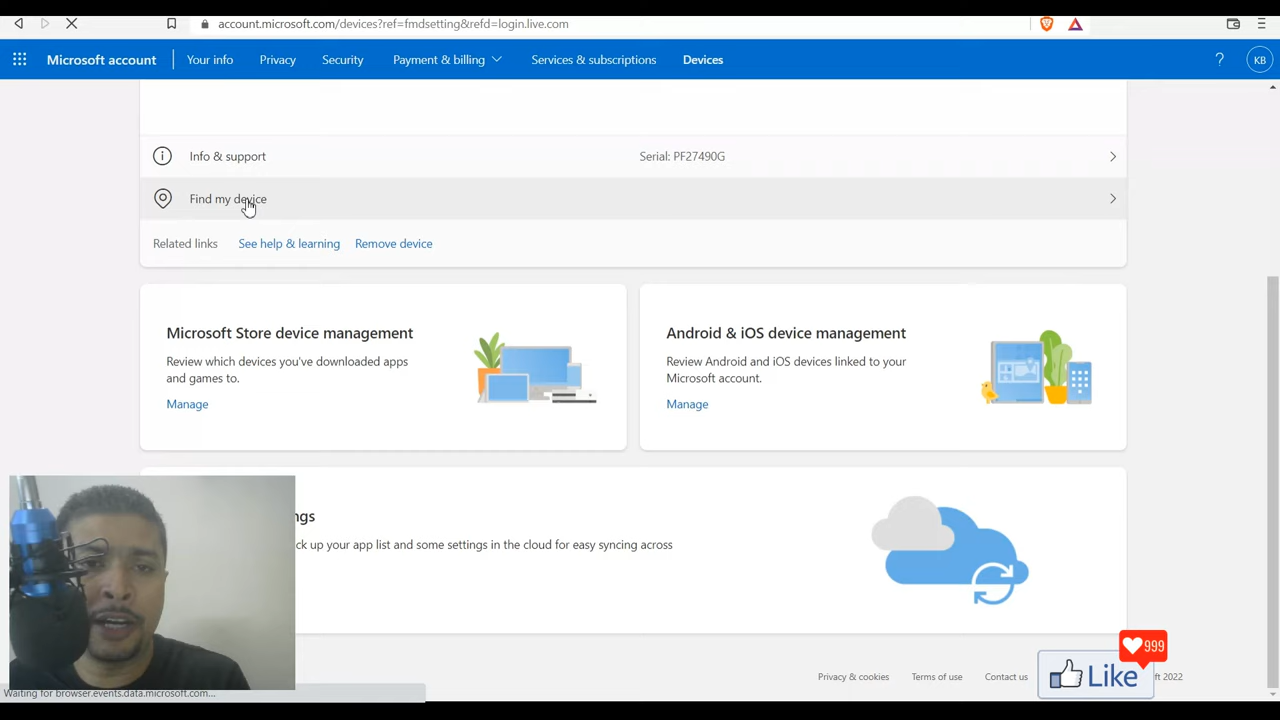 account.microsoft.com/devices?ref=fmdsetting&refd=login.live.com
Microsoft account Your info Privacy Security Payment & billing Services & subscriptions Devices ? KB
Info & support Serial: PF27490G
Find my device
Related links See help & learning Remove device
Microsoft Store device management
Review which devices you've downloaded apps
and games to.
Manage
Android & iOS device management
Review Android and iOS devices linked to your
Microsoft account.
Manage
up your app list and some settings in the cloud for easy syncing across
Privacy & cookies Terms of use Contact us 2022
999
Like
Waiting for browser.events.data.microsoft.com...